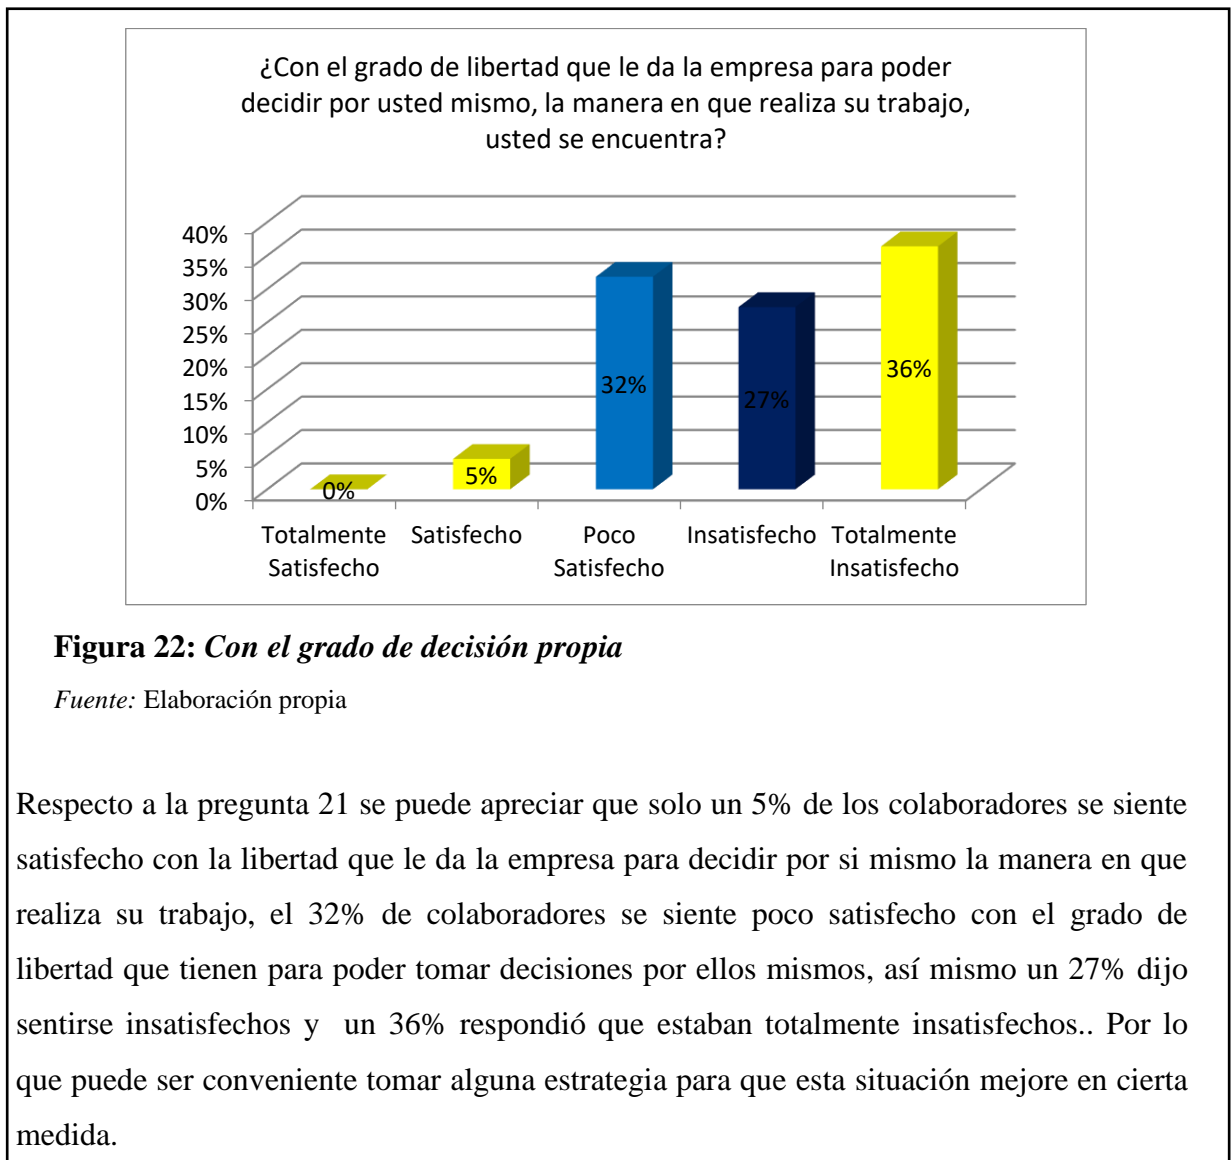 ¿Con el grado de libertad que le da la empresa para poder
decidir por usted mismo, la manera en que realiza su trabajo,
usted se encuentra?
40%
35%
30%
25%
20%
15%
10%
5%
0%
0%
5%
32%
27%
36%
Totalmente Satisfecho
Satisfecho
Poco Satisfecho
Insatisfecho
Totalmente Insatisfecho
Figura 22: Con el grado de decisión propia
Fuente: Elaboración propia
Respecto a la pregunta 21 se puede apreciar que solo un 5% de los colaboradores se siente
satisfecho con la libertad que le da la empresa para decidir por si mismo la manera en que
realiza su trabajo, el 32% de colaboradores se siente poco satisfecho con el grado de
libertad que tienen para poder tomar decisiones por ellos mismos, así mismo un 27% dijo
sentirse insatisfechos y  un 36% respondió que estaban totalmente insatisfechos.. Por lo
que puede ser conveniente tomar alguna estrategia para que esta situación mejore en cierta
medida.